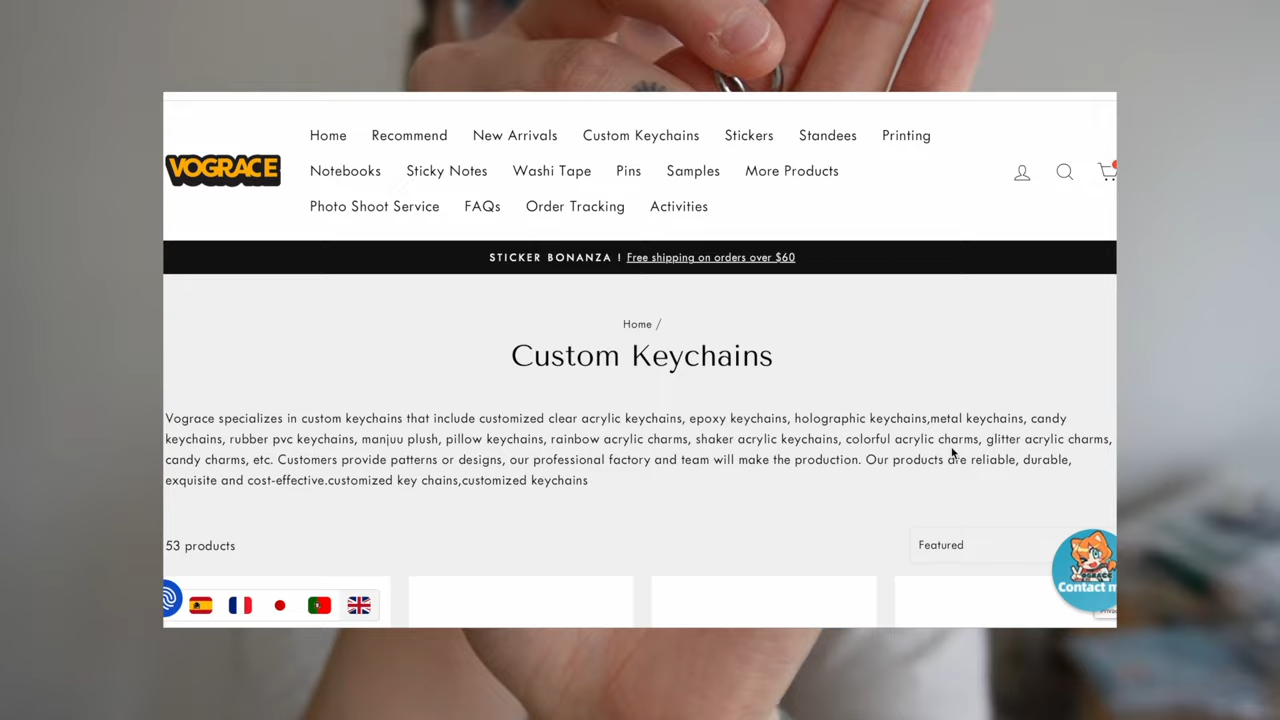 VOGRACE
Home Recommend New Arrivals Custom Keychains Stickers Standees Printing
Notebooks Sticky Notes Washi Tape Pins Samples More Products
Photo Shoot Service FAQs Order Tracking Activities
STICKER BONANZA ! Free shipping on orders over $60
Home /
Custom Keychains
Vograce specializes in custom keychains that include customized clear acrylic keychains, epoxy keychains, holographic keychains,metal keychains, candy
keychains, rubber pvc keychains, manjuu plush, pillow keychains, rainbow acrylic charms, shaker acrylic keychains, colorful acrylic charms, glitter acrylic charms,
candy charms, etc. Customers provide patterns or designs, our professional factory and team will make the production. Our products are reliable, durable,
exquisite and cost-effective.customized key chains,customized keychains
53 products
Featured
VOGRACE
Contact m